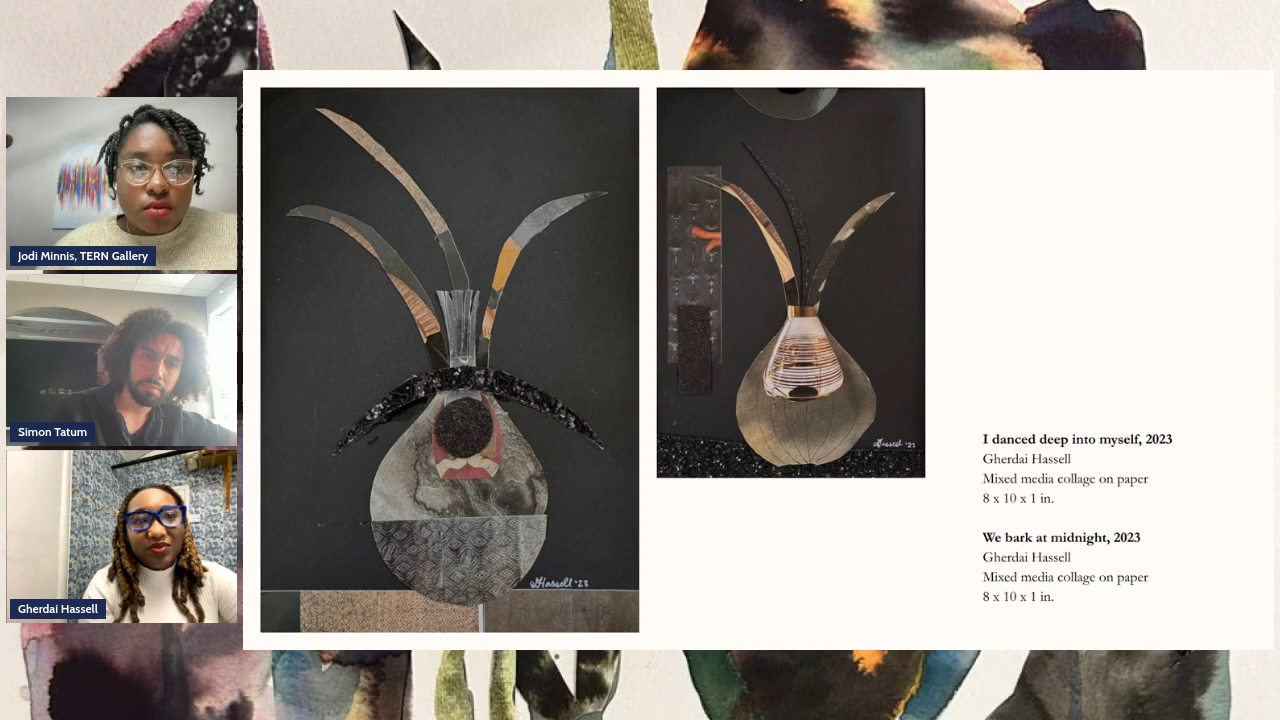 Jodi Minnis, TERN Gallery
Simon Tatum
Gherdai Hassell
GHassell '23
I danced deep into myself, 2023
Gherdai Hassell
Mixed media collage on paper
8 x 10 x 1 in.
We bark at midnight, 2023
Gherdai Hassell
Mixed media collage on paper
8 x 10 x 1 in.